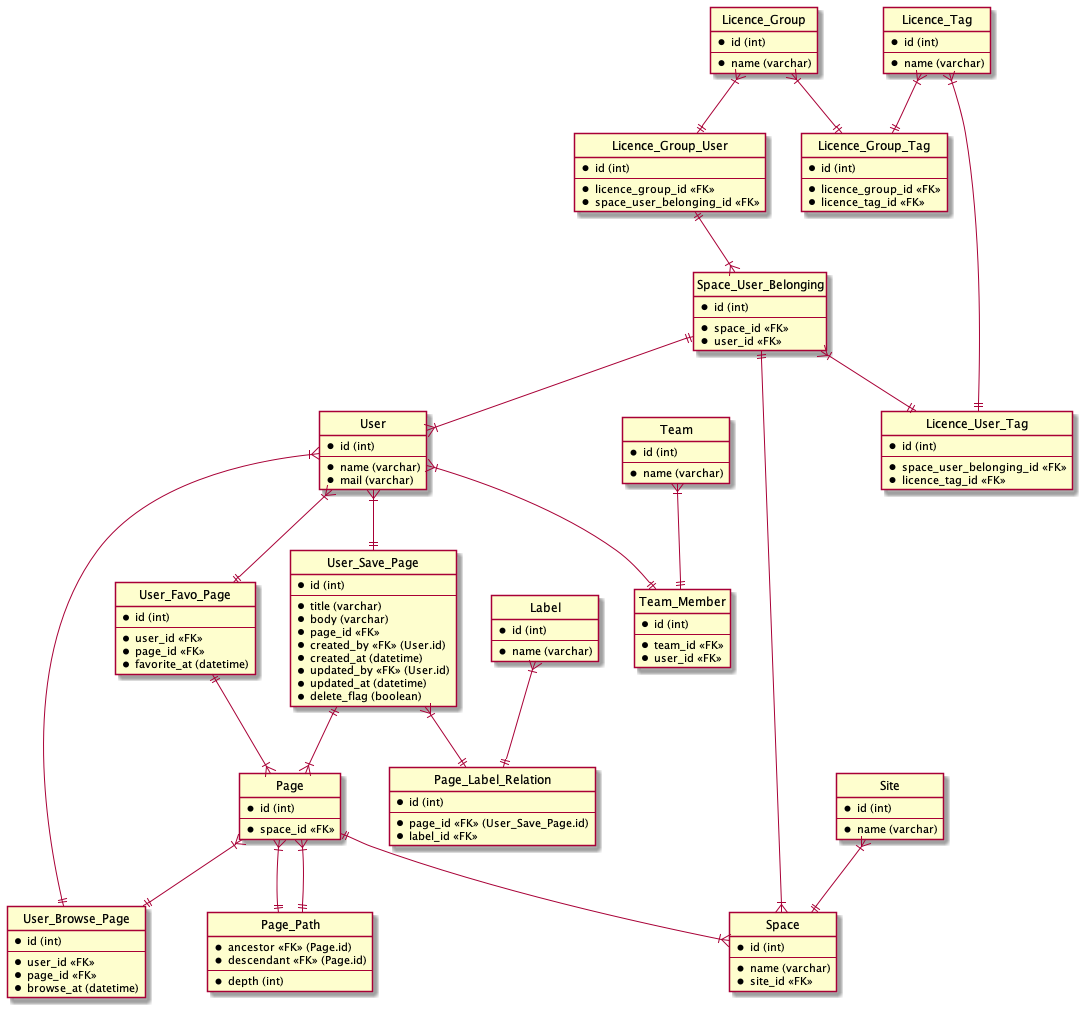 Licence_Group
id (int)
name (varchar)
Licence_Tag
id (int)
name (varchar)
Licence_Group_User
id (int)
licence_group_id «FK»
space_user_belonging_id «FK»
Licence_Group_Tag
id (int)
licence_group_id «FK»
licence_tag_id «FK»
Space_User_Belonging
id (int)
space_id «FK»
user_id «FK»
User
id (int)
name (varchar)
mail (varchar)
Team
id (int)
name (varchar)
Licence_User_Tag
id (int)
space_user_belonging_id «FK»
licence_tag_id «FK»
User_Favo_Page
id (int)
user_id «FK»
page_id «FK»
favorite_at (datetime)
User_Save_Page
id (int)
title (varchar)
body (varchar)
page_id «FK»
created_by «FK» (User.id)
created_at (datetime)
updated_by «FK» (User.id)
updated_at (datetime)
delete_flag (boolean)
Label
id (int)
name (varchar)
Team_Member
id (int)
team_id «FK»
user_id «FK»
Page
id (int)
space_id «FK»
Page_Label_Relation
id (int)
page_id «FK» (User_Save_Page.id)
label_id «FK»
Site
id (int)
name (varchar)
User_Browse_Page
id (int)
user_id «FK»
page_id «FK»
browse_at (datetime)
Page_Path
ancestor «FK» (Page.id)
descendant «FK» (Page.id)
depth (int)
Space
id (int)
name (varchar)
site_id «FK»